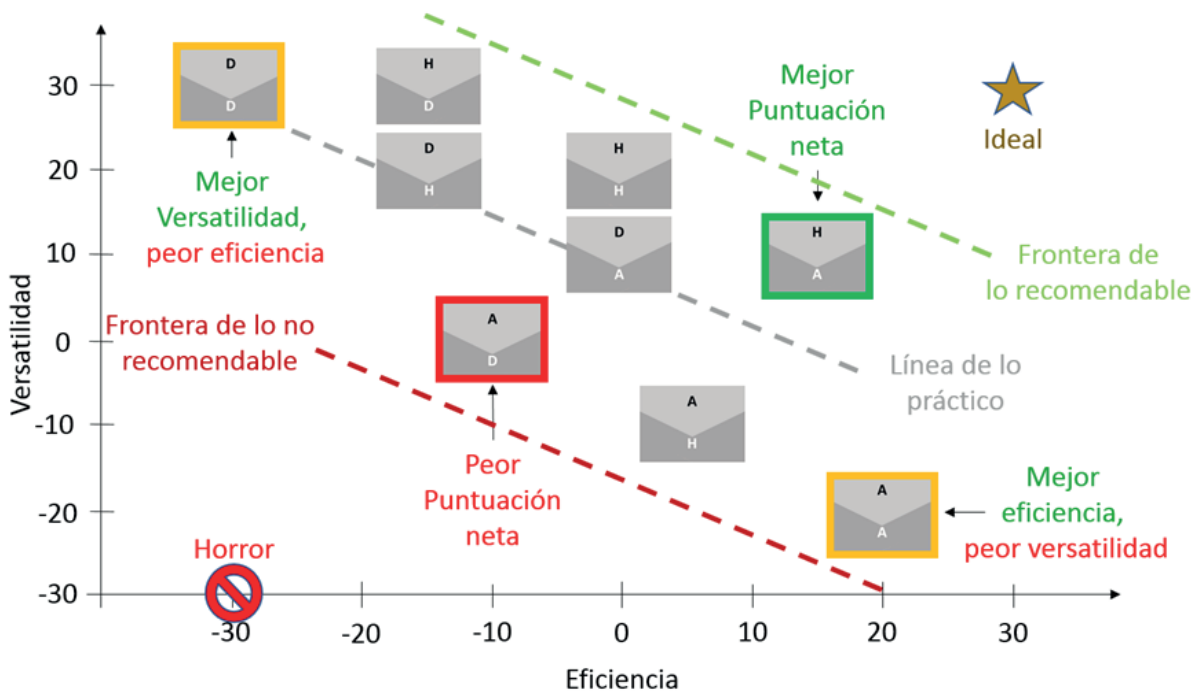 30
20
10
0
-10
-20
-30
Versatilidad
D
D
H
D
D
H
H
H
D
A
H
A
A
D
A
H
A
A
Mejor
Versatilidad,
peor eficiencia
Mejor
Puntuación
neta
Ideal
Frontera de
lo recomendable
Frontera de lo no
recomendable
Línea de lo
práctico
Peor
Puntuación
neta
Mejor
eficiencia,
peor versatilidad
Horror
-30
-20
-10
0
10
20
30
Eficiencia